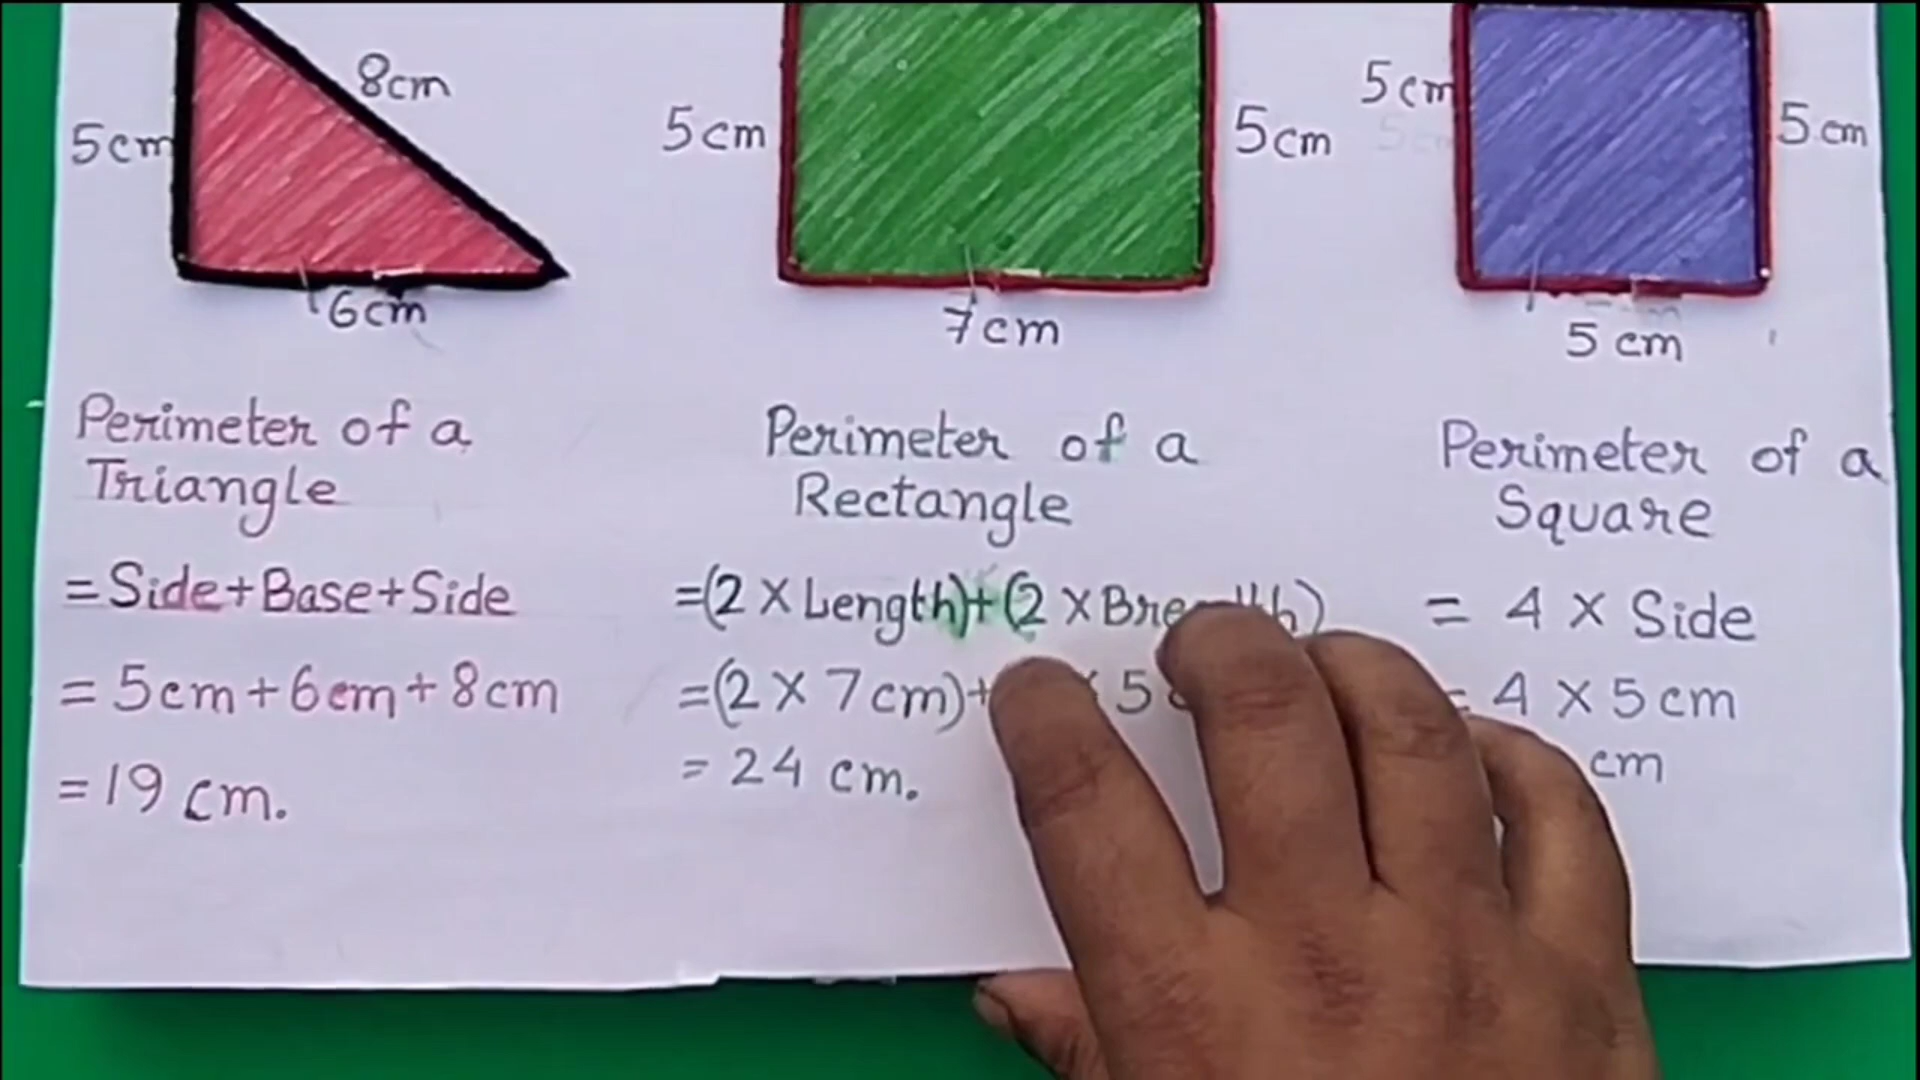 8cm
5cm
6cm
5cm
5cm
7cm
5cm
5cm
5cm
Perimeter of a
Triangle
=Side+Base+Side
=5cm+6cm+8cm
=19 cm.
Perimeter of a
Rectangle
=(2×Length)+(2×
=(2×7cm)+ 5
=24 cm.
Perimeter of a
Square
= 4 × Side
= 4 × 5cm
cm